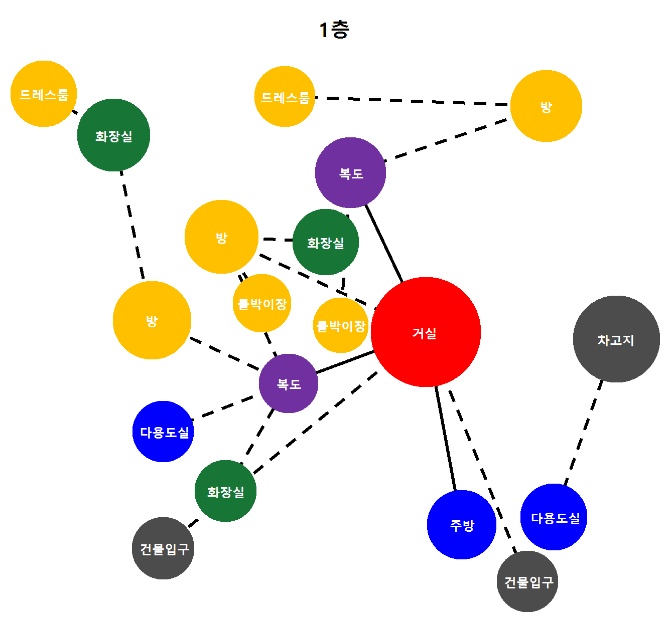 1층
드레스룸
드레스룸
방
화장실
복도
방
화장실
붙박이장
붙박이장
방
거실
차고지
복도
다용도실
화장실
주방
다용도실
건물입구
건물입구